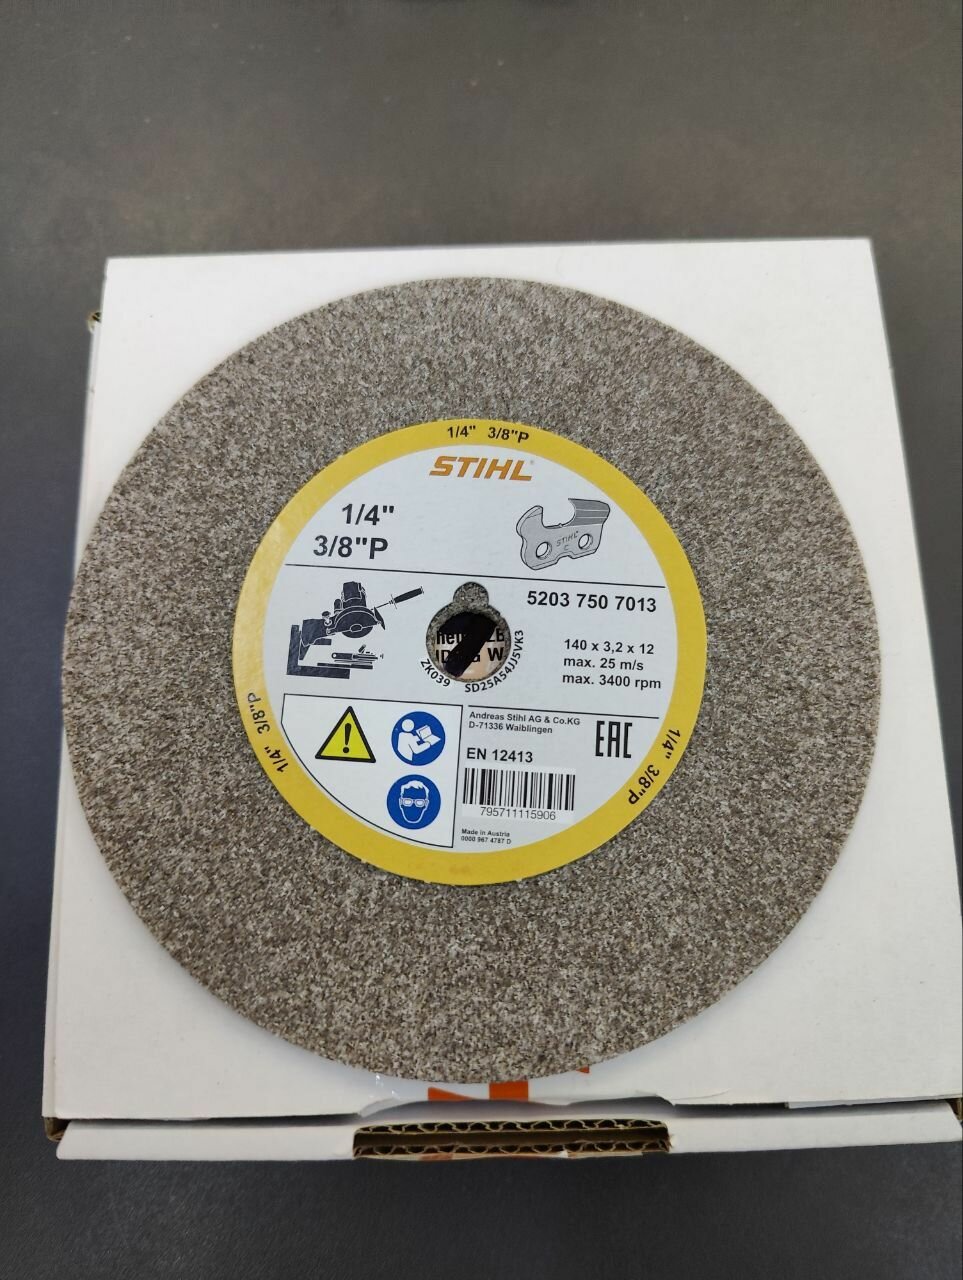 1/4" 3/8"P
STIHL
1/4"
3/8"P
STIHL
5203 750 7013
140 x 3,2 x 12
max. 25 m/s
max. 3400 rpm
ZK039 SD25A54JJ5VK3
1/4" 3/8"P
1/4" 3/8"P
Andreas Stihl AG & Co.KG
D-71336 Waiblingen
EAC
EN 12413
795711115906
Made in Austria
0000 967 4787 D